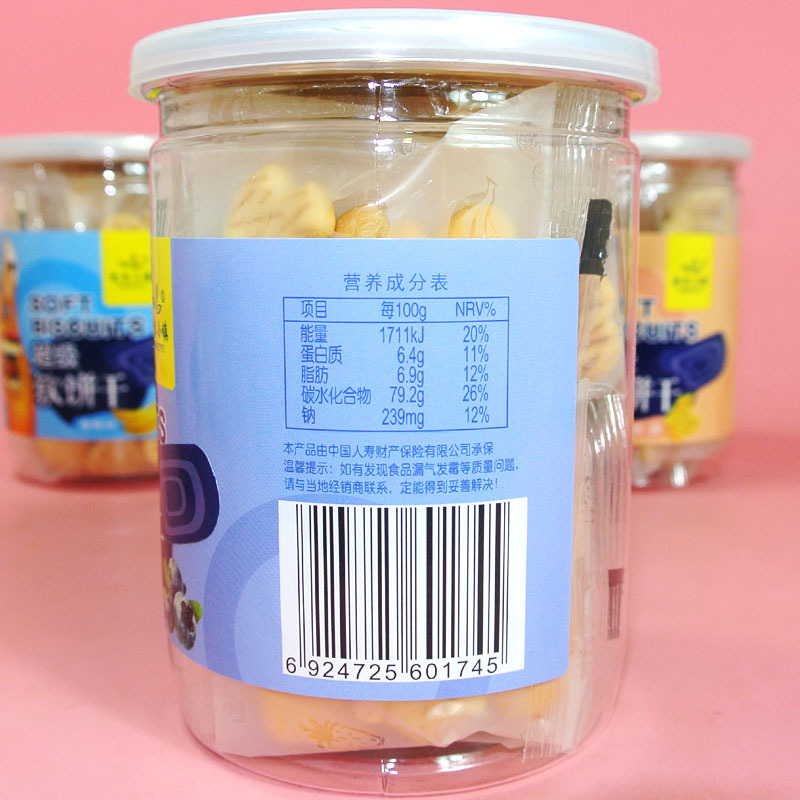 营养成分表
项目 每100g NRV%
能量 1711kJ 20%
蛋白质 6.4g 11%
脂肪 6.9g 12%
碳水化合物 79.2g 26%
钠 239mg 12%
本产品由中国人寿财产保险有限公司承保
温馨提示：如有发现食品漏气发霉等质量问题，
请与当地经销商联系，定能得到妥善解决！
6 924725 601745
SOFT
BISCUITS
超级
软饼干
BISCUITS
饼干